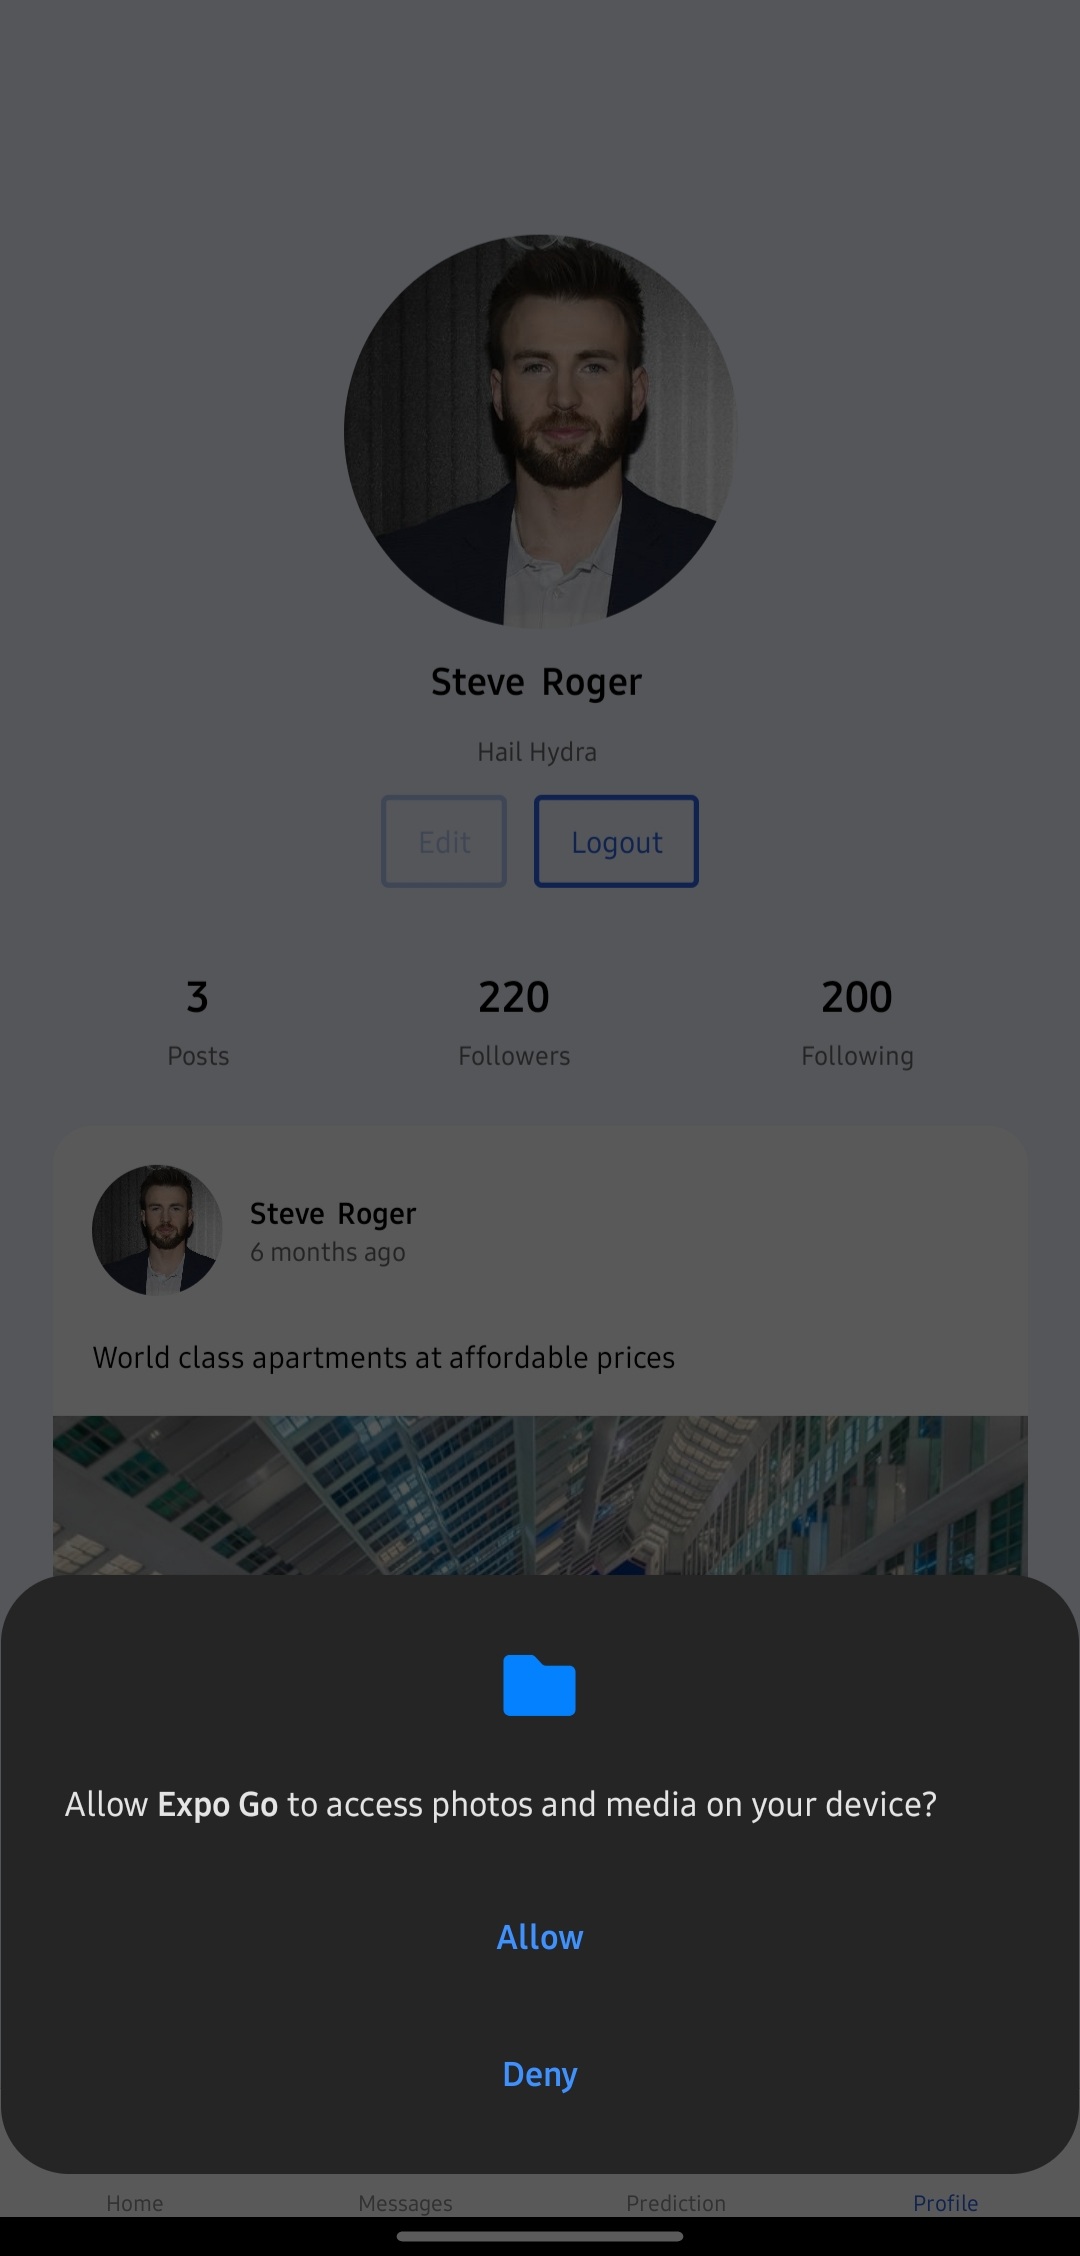 Steve Roger
Hail Hydra
Edit
Logout
3
220
200
Posts
Followers
Following
Steve Roger
6 months ago
World class apartments at affordable prices
Allow Expo Go to access photos and media on your device?
Allow
Deny
Home
Messages
Prediction
Profile